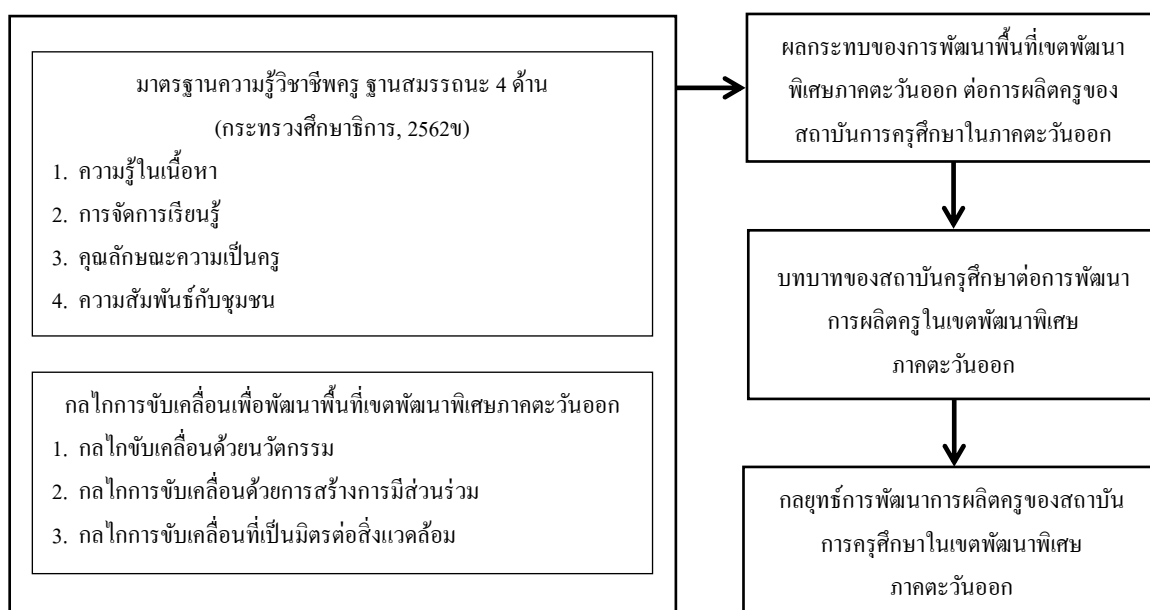 มาตรฐานความรู้วิชาชีพครู ฐานสมรรถนะ 4 ด้าน
(กระทรวงศึกษาธิการ, 2562ข)
1. ความรู้ในเนื้อหา
2. การจัดการเรียนรู้
3. คุณลักษณะความเป็นครู
4. ความสัมพันธ์กับชุมชน
กลไกการขับเคลื่อนเพื่อพัฒนาพื้นที่เขตพัฒนาพิเศษภาคตะวันออก
1. กลไกขับเคลื่อนด้วยนวัตกรรม
2. กลไกการขับเคลื่อนด้วยการสร้างการมีส่วนร่วม
3. กลไกการขับเคลื่อนที่เป็นมิตรต่อสิ่งแวดล้อม
ผลกระทบของการพัฒนาพื้นที่เขตพัฒนา
พิเศษภาคตะวันออก ต่อการผลิตครูของ
สถาบันการครุศึกษาในภาคตะวันออก
บทบาทของสถาบันครุศึกษาต่อการพัฒนา
การผลิตครูในเขตพัฒนาพิเศษ
ภาคตะวันออก
กลยุทธ์การพัฒนาการผลิตครูของสถาบัน
การครุศึกษาในเขตพัฒนาพิเศษ
ภาคตะวันออก